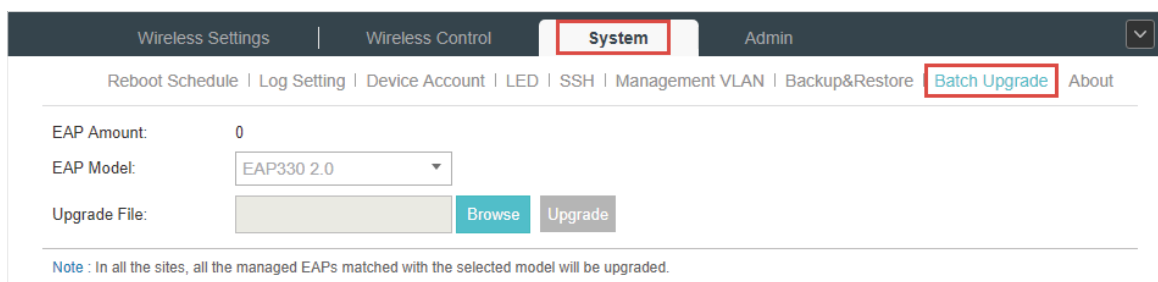 Wireless Settings | Wireless Control System Admin
Reboot Schedule | Log Setting | Device Account | LED | SSH | Management VLAN | Backup&Restore | Batch Upgrade About
EAP Amount: 0
EAP Model: EAP330 2.0
Upgrade File: Browse Upgrade
Note : In all the sites, all the managed EAPs matched with the selected model will be upgraded.